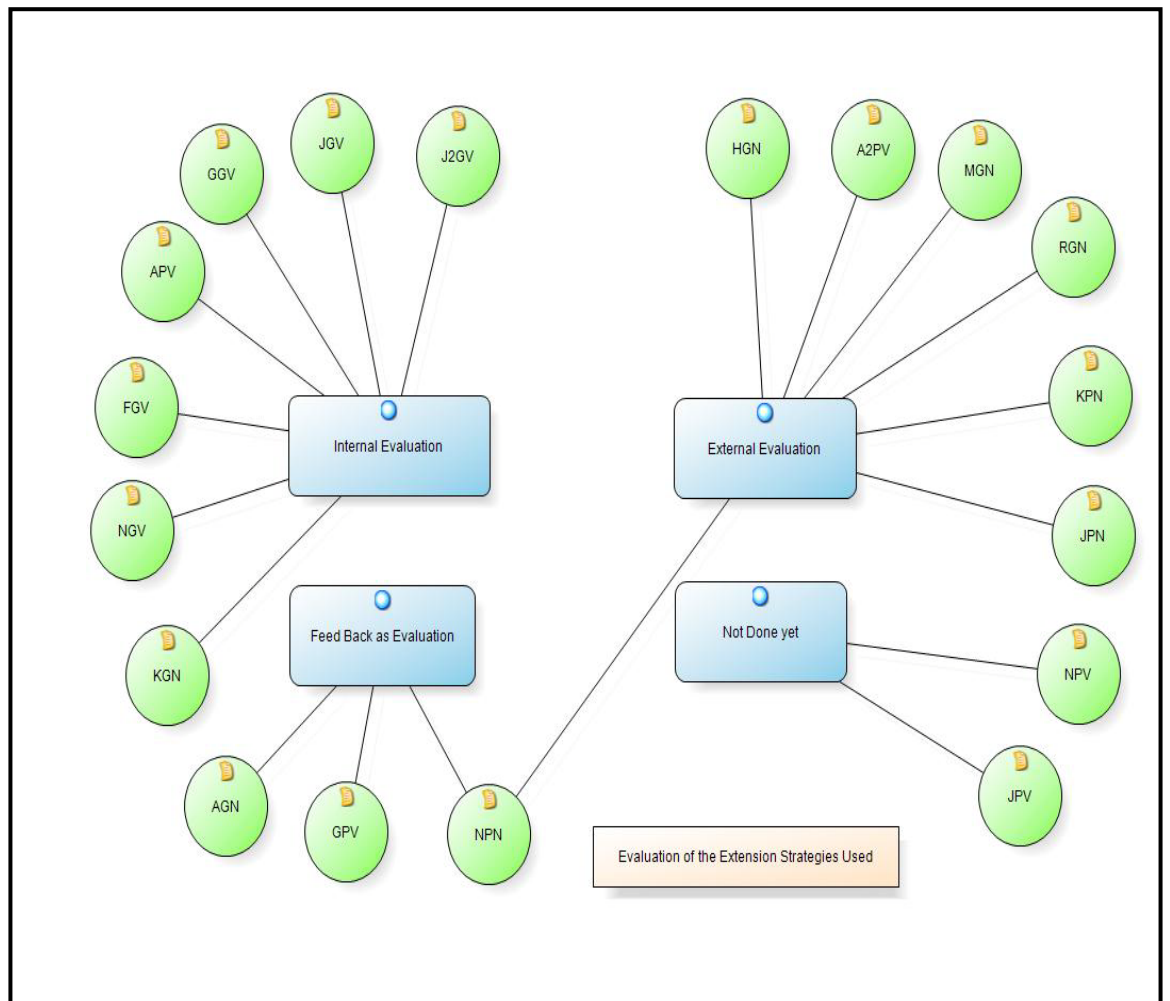 JGV
J2GV
HGN
A2PV
MGN
GGV
RGN
APV
FGV
KPN
Internal Evaluation
External Evaluation
NGV
JPN
Feed Back as Evaluation
Not Done yet
KGN
NPV
AGN
GPV
NPN
JPV
Evaluation of the Extension Strategies Used